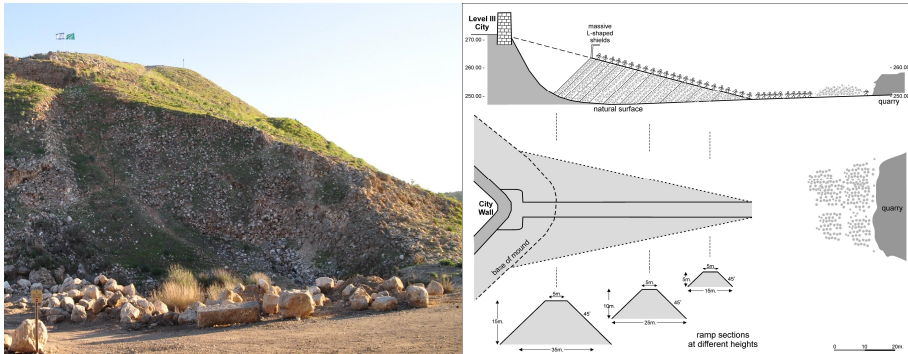 Level III
City
massive
L-shaped
shields
270.00 -
260.00 -
250.00 -
- 260.00
- 250.00
natural surface
quarry
City
Wall
base of mound
quarry
5m.
5m.
45˚
15m.
5m.
10m.
45˚
25m.
5m.
15m.
45˚
35m.
ramp sections
at different heights
0 10 20m.